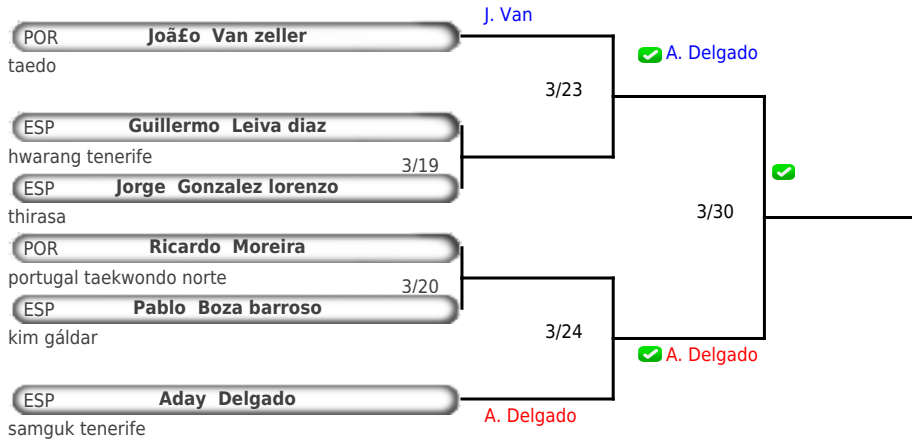 J. Van
POR Joã£o Van zeller
taedo
A. Delgado
3/23
ESP Guillermo Leiva diaz
hwarang tenerife
3/19
ESP Jorge Gonzalez lorenzo
thirasa
3/30
POR Ricardo Moreira
portugal taekwondo norte
3/20
ESP Pablo Boza barroso
kim gáldar
3/24
A. Delgado
ESP Aday Delgado
A. Delgado
samguk tenerife